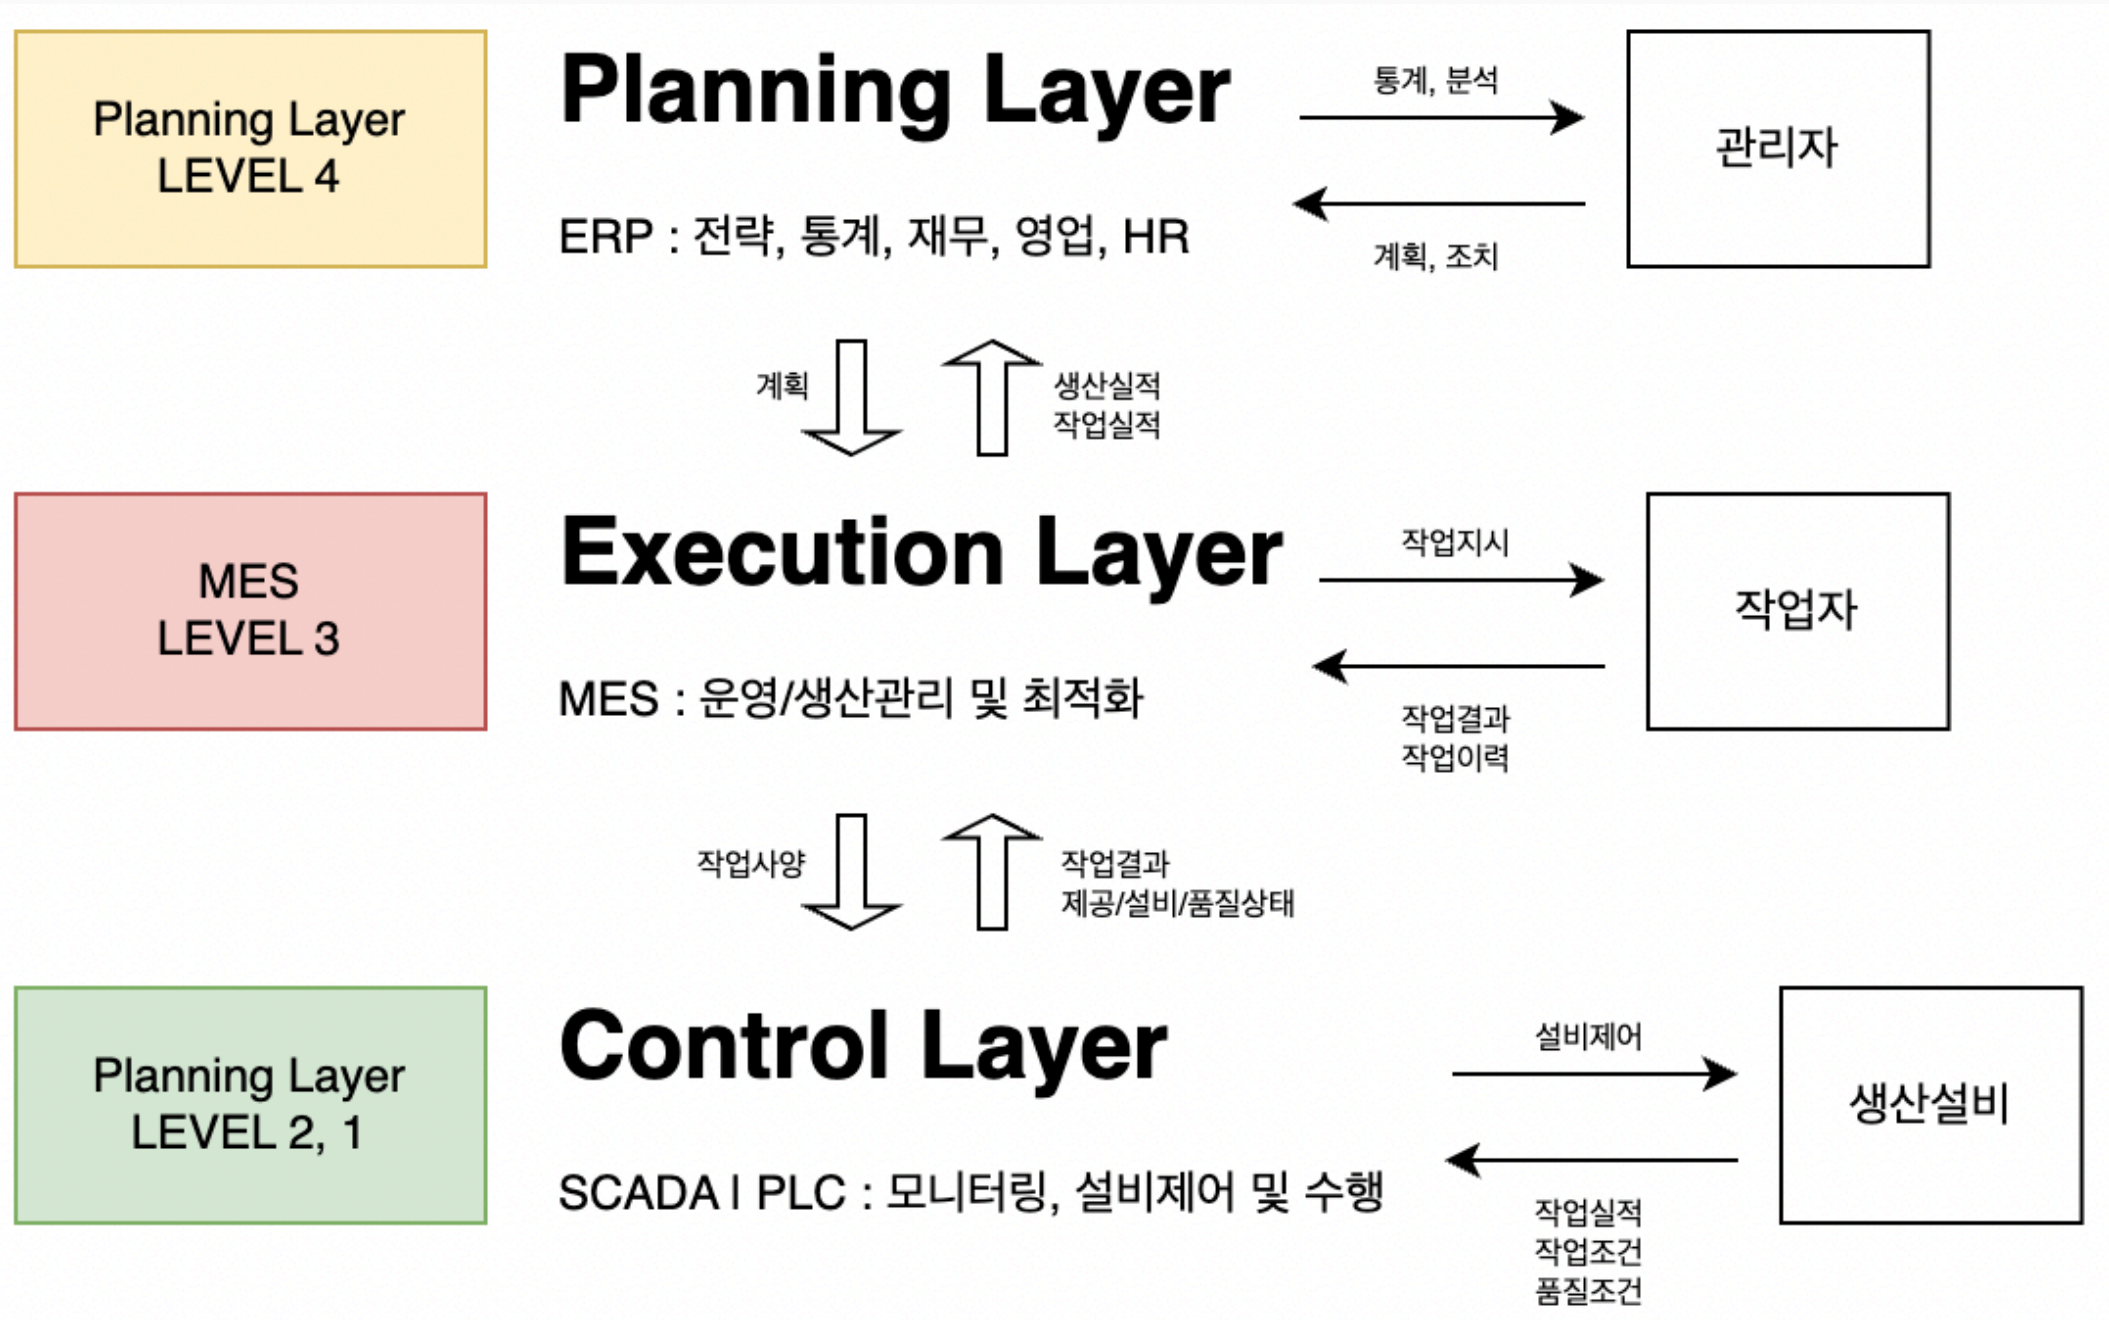 Planning Layer
LEVEL 4
Planning Layer
ERP : 전략, 통계, 재무, 영업, HR
통계, 분석
계획, 조치
관리자
계획
생산실적
작업실적
MES
LEVEL 3
Execution Layer
MES : 운영/생산관리 및 최적화
작업지시
작업결과
작업이력
작업자
작업사양
작업결과
제공/설비/품질상태
Planning Layer
LEVEL 2, 1
Control Layer
SCADA I PLC : 모니터링, 설비제어 및 수행
설비제어
작업실적
작업조건
품질조건
생산설비